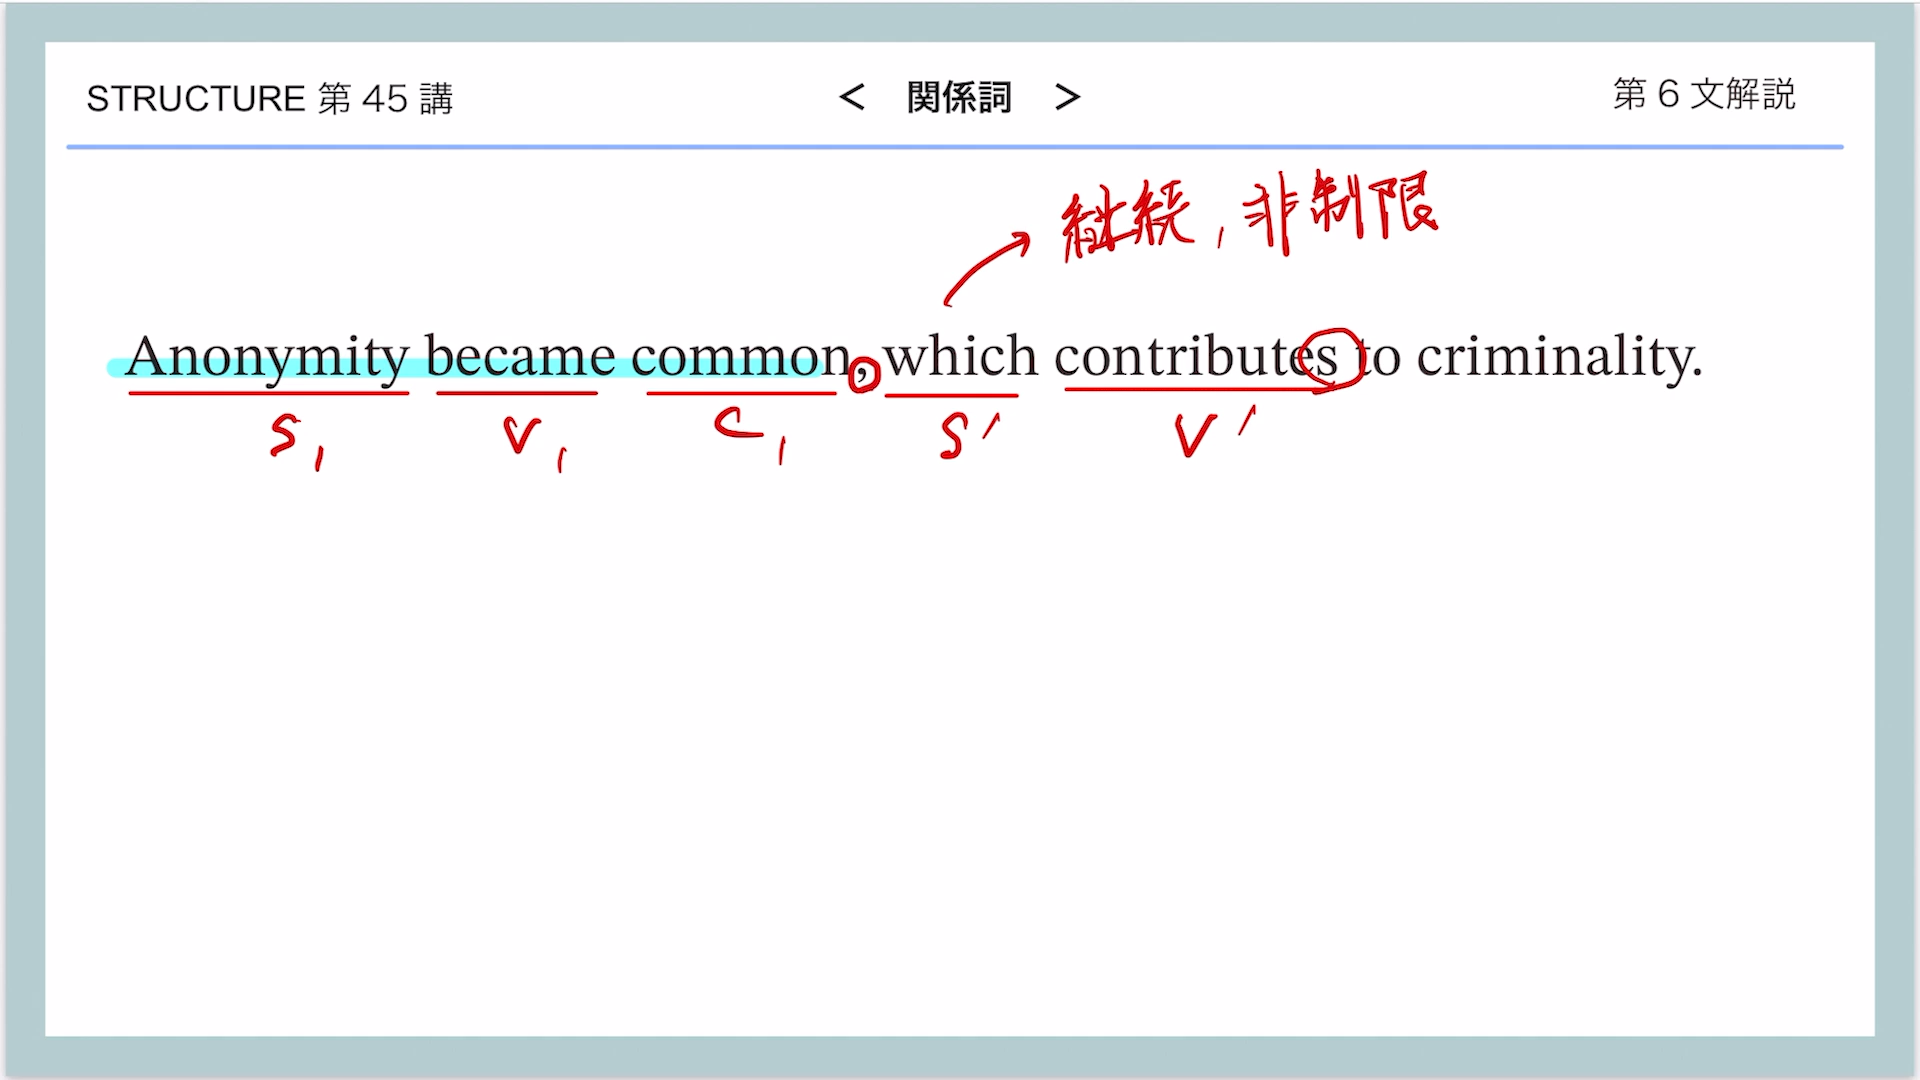 STRUCTURE 第 45 講
< 関係詞 >
第 6 文解説
継続, 非制限
Anonymity became common, which contributes to criminality.
S₁ V₁ C₁ S′ V′